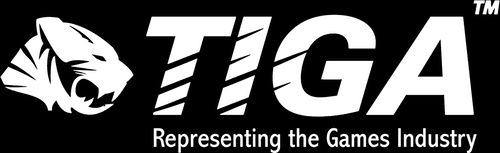 TIGA™
Representing the Games Industry